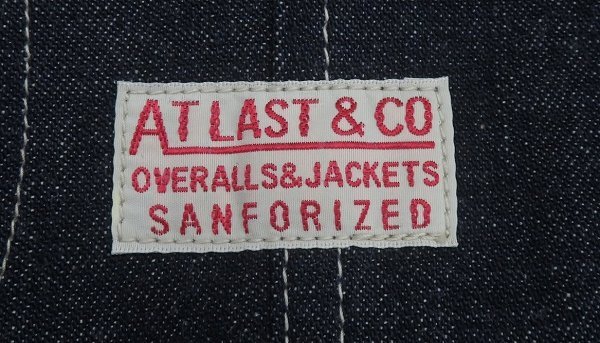 AT LAST & CO
OVERALLS&JACKETS
SANFORIZED